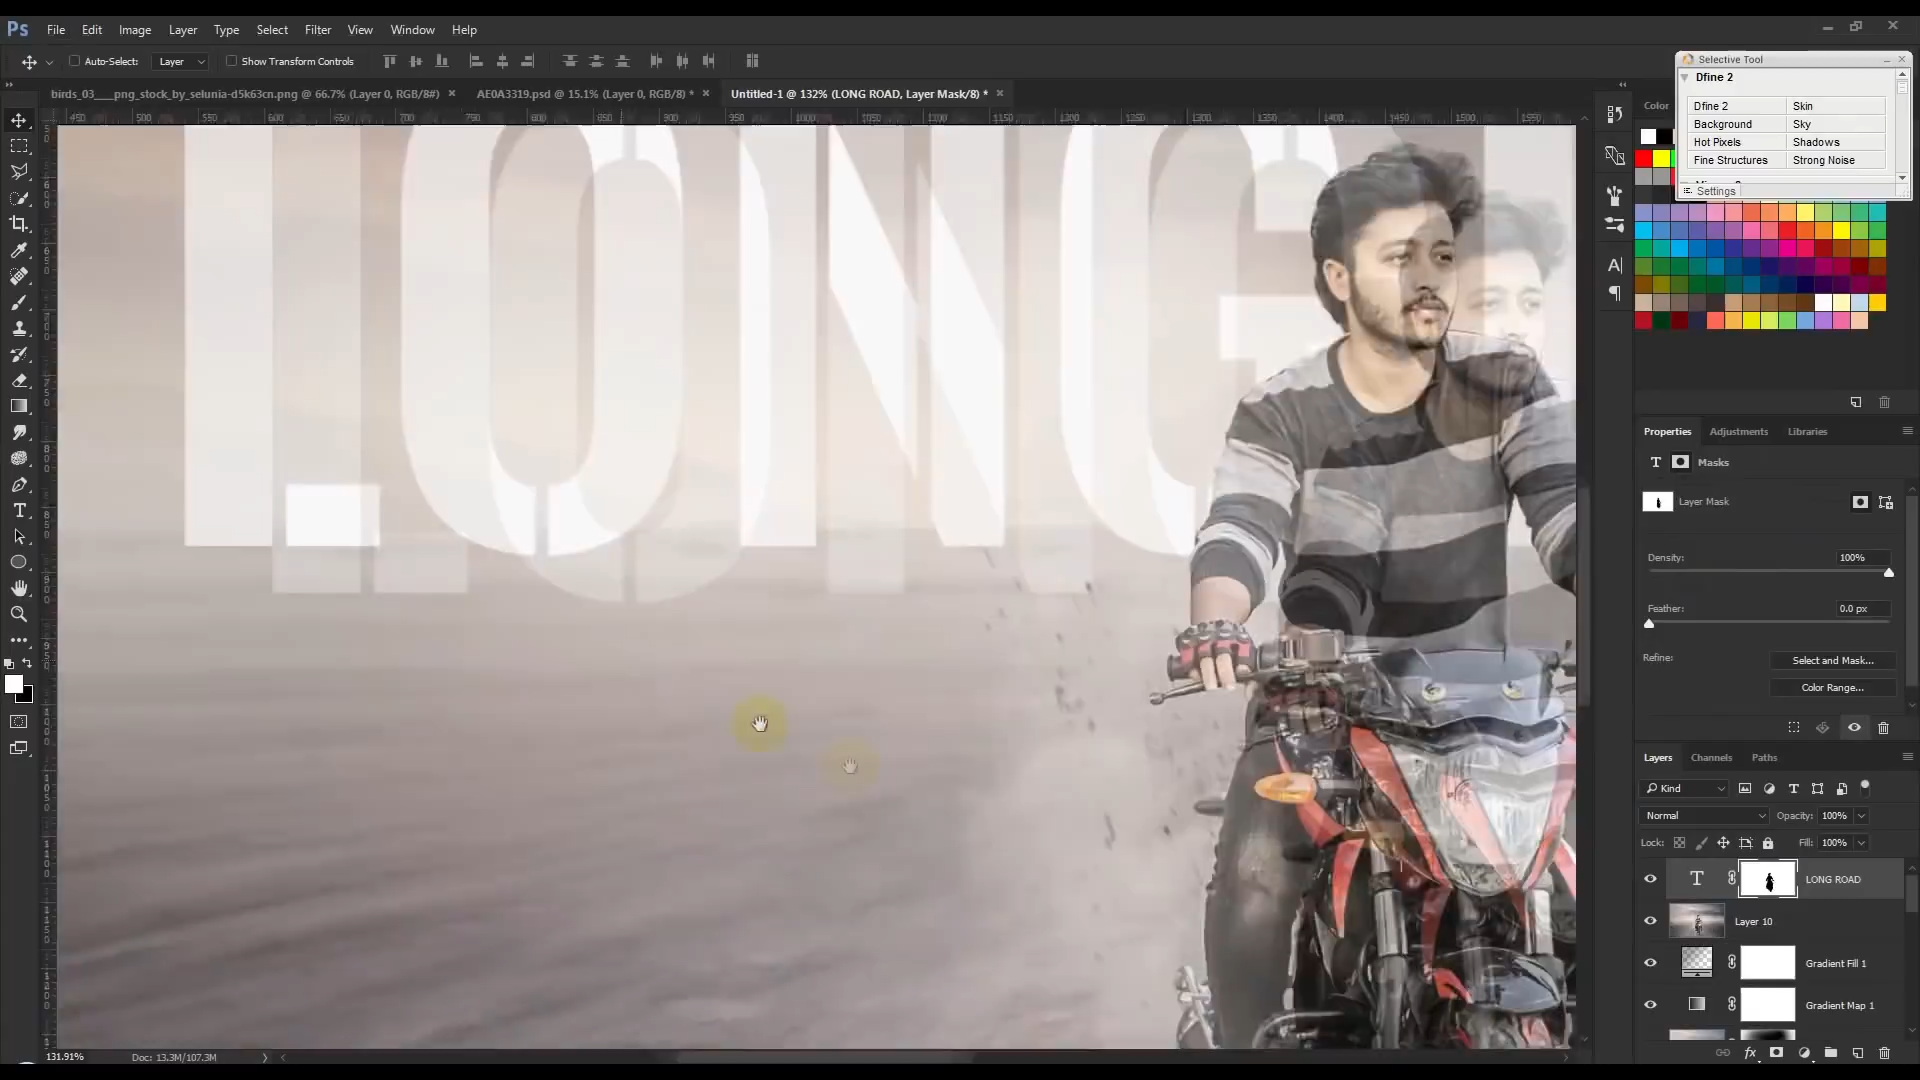 Ps File Edit Image Layer Type Select Filter View Window Help
Auto-Select: Layer Show Transform Controls
birds_03___png_stock_by_selunia-d5k63cn.png @ 66.7% (Layer 0, RGB/8#) × AE0A3319.psd @ 15.1% (Layer 0, RGB/8) * × Untitled-1 @ 132% (LONG ROAD, Layer Mask/8) * ×
450 500 550 600 650 700 750 800 850 900 950 1000 1050 1100 1150 1200 1250 1300 1350 1400 1450 1500 1550
LONG
Selective Tool
Dfine 2
Dfine 2 Skin
Background Sky
Hot Pixels Shadows
Fine Structures Strong Noise
Settings
Color
Properties Adjustments Libraries
Masks
Layer Mask
Density: 100%
Feather: 0.0 px
Refine: Select and Mask...
Color Range...
Layers Channels Paths
Kind
Normal Opacity: 100%
Lock: Fill: 100%
T LONG ROAD
Layer 10
Gradient Fill 1
Gradient Map 1
fx
131.91% Doc: 13.3M/107.3M